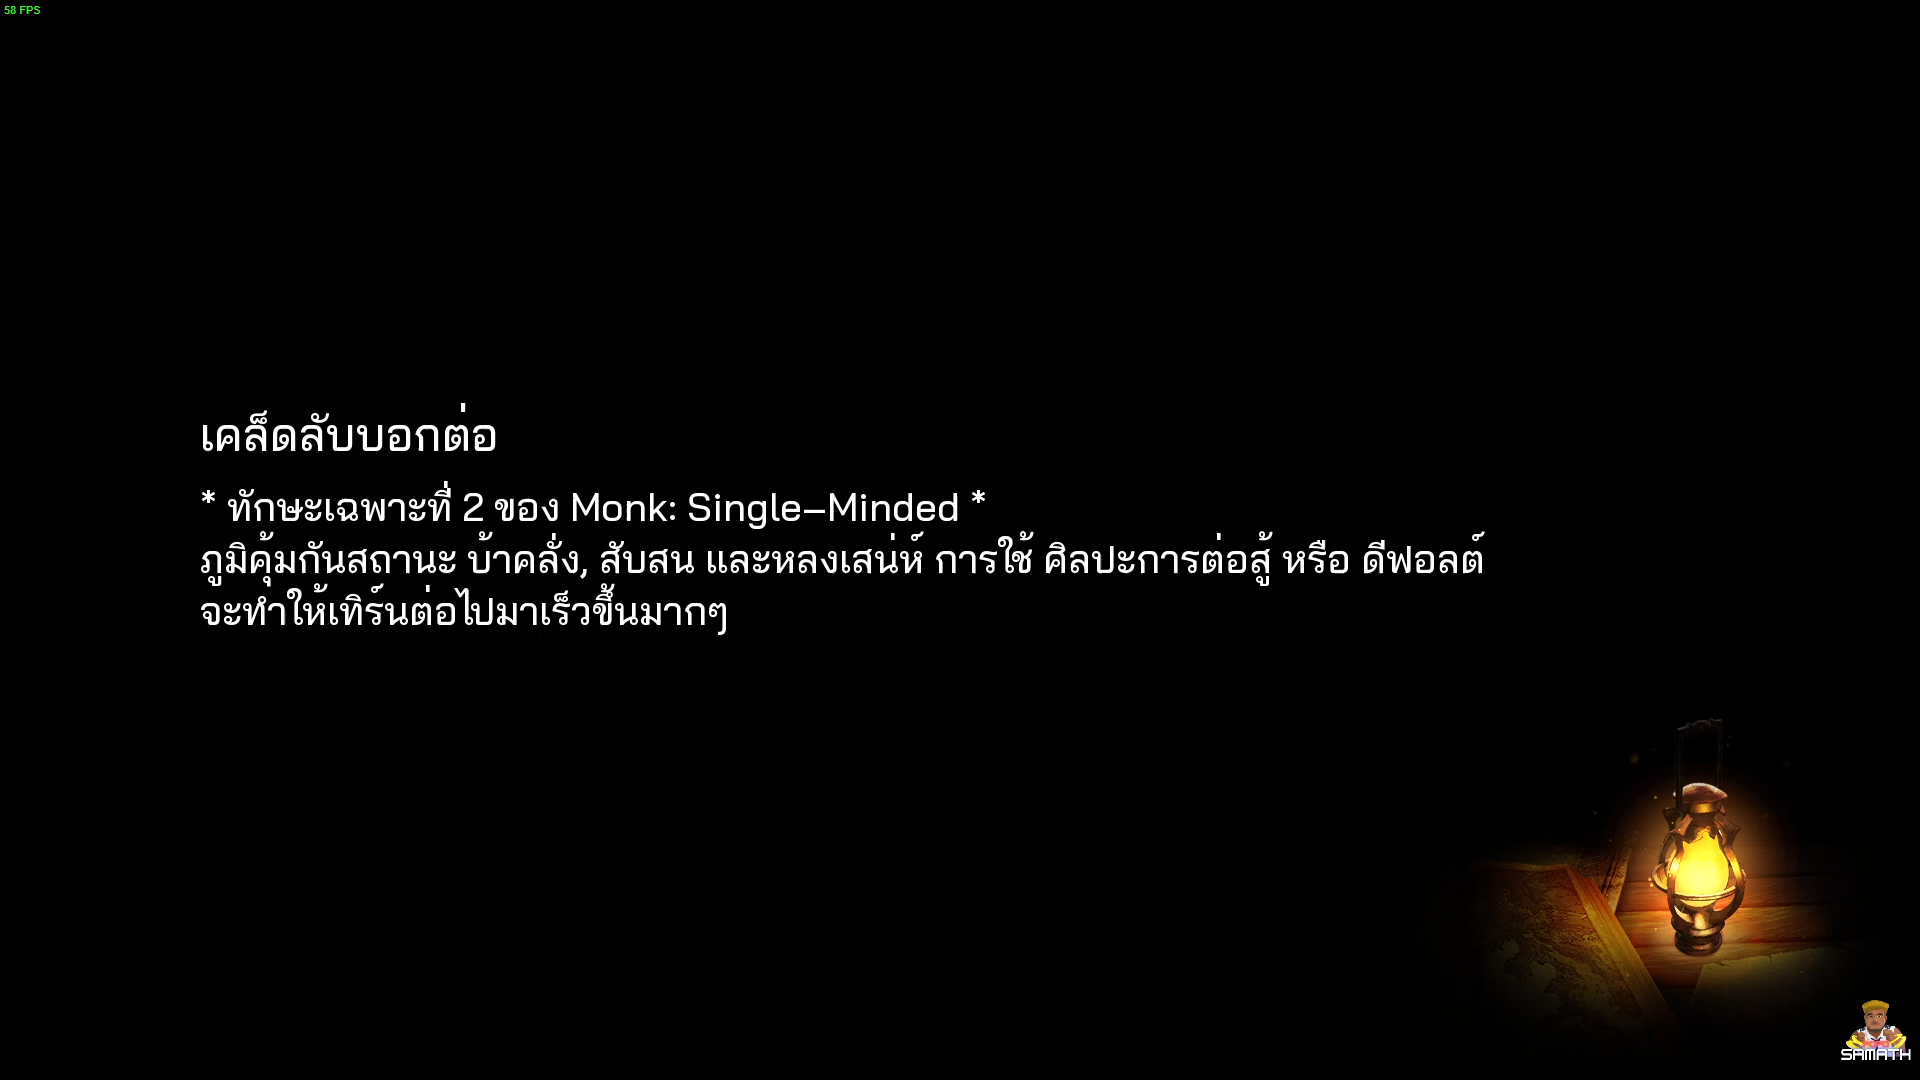 58 FPS
เคล็ดลับบอกต่อ
* ทักษะเฉพาะที่ 2 ของ Monk: Single–Minded *
ภูมิคุ้มกันสถานะ บ้าคลั่ง, สับสน และหลงเสน่ห์ การใช้ ศิลปะการต่อสู้ หรือ ดีฟอลต์
จะทำให้เทิร์นต่อไปมาเร็วขึ้นมากๆ
SAMATH